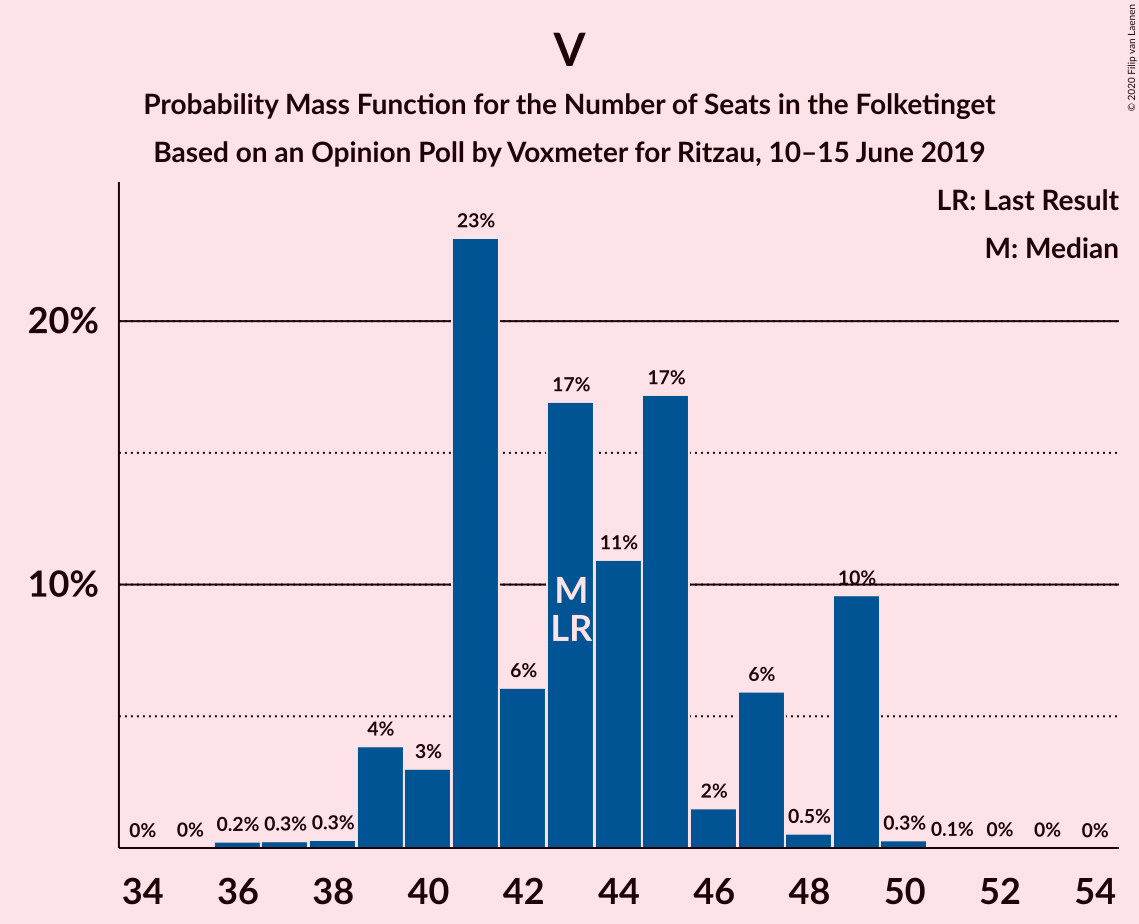 V
Probability Mass Function for the Number of Seats in the Folketinget
Based on an Opinion Poll by Voxmeter for Ritzau, 10–15 June 2019
© 2020 Filip van Laenen
LR: Last Result
M: Median
20%
10%
0% 0% 0.2% 0.3% 0.3% 4% 3% 23% 6% 17% 11% 17% 2% 6% 0.5% 10% 0.3% 0.1% 0% 0% 0%
M
LR
34 36 38 40 42 44 46 48 50 52 54